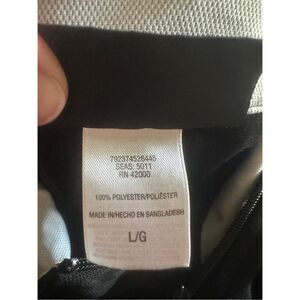 792374526445
SEAS: 5011
RN 42000
100% POLYESTER/POLIÉSTER
MADE IN/HECHO EN BANGLADESH
L/G